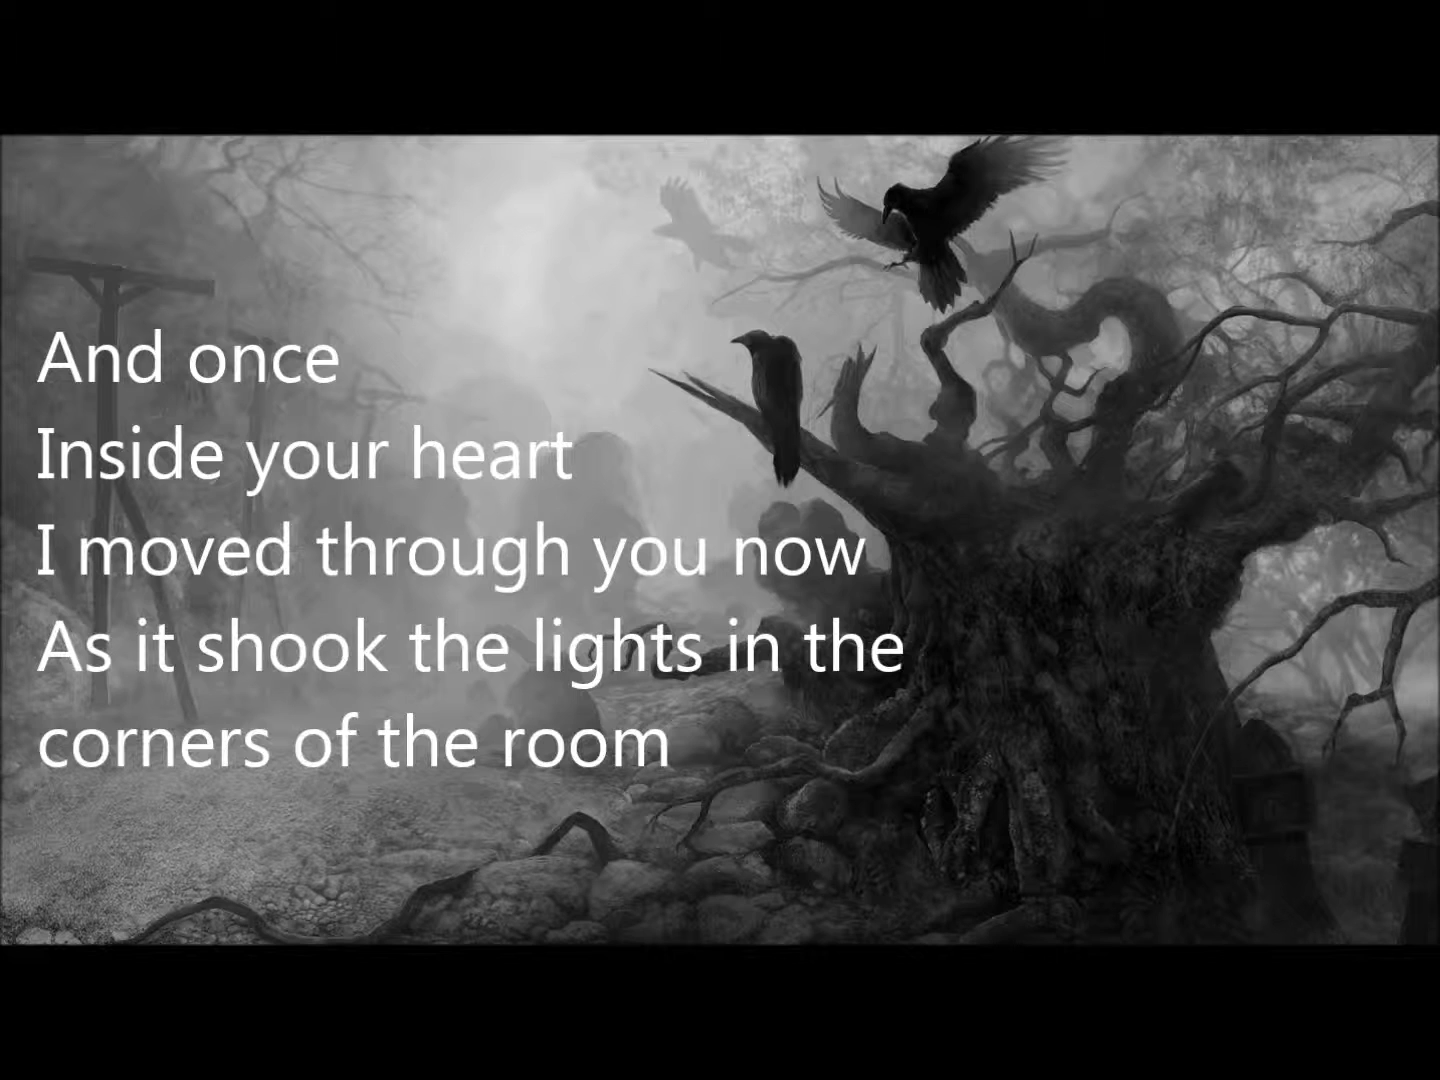 And once
Inside your heart
I moved through you now
As it shook the lights in the
corners of the room